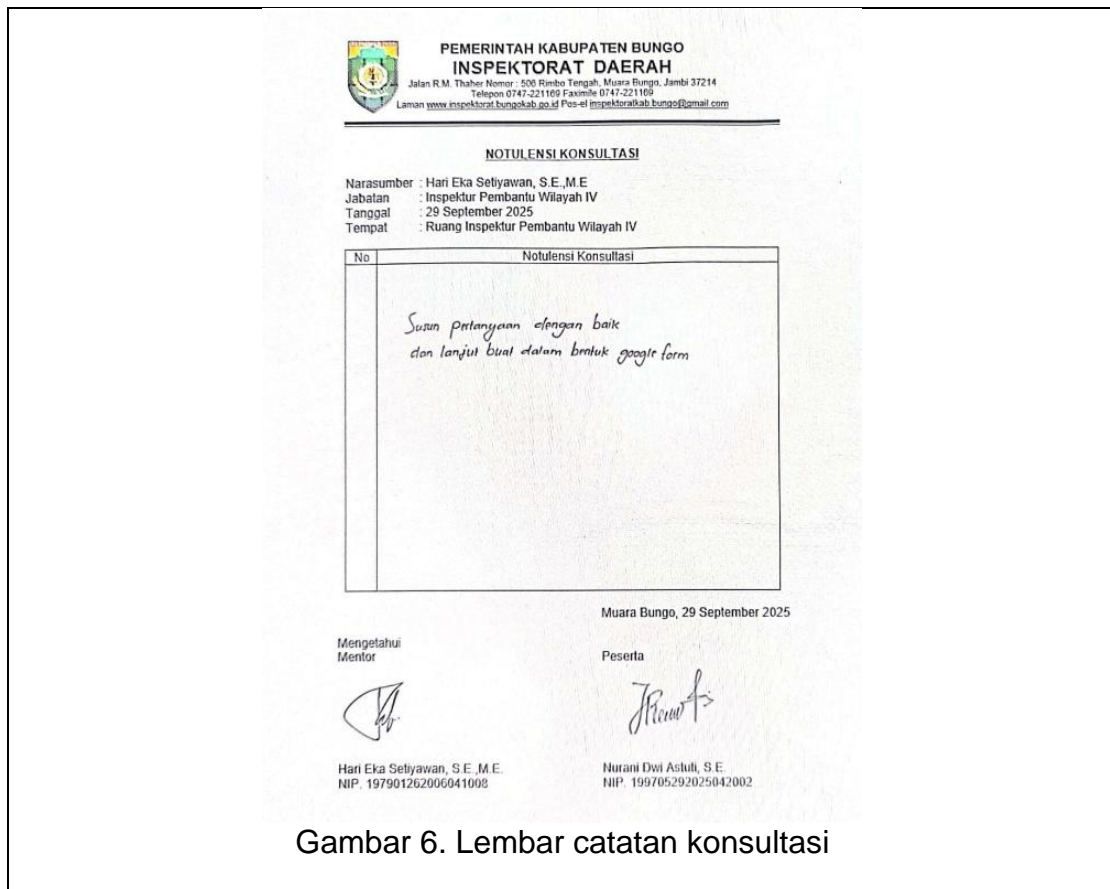 PEMERINTAH KABUPATEN BUNGO
INSPEKTORAT DAERAH
Jalan R.M. Thaher Nomor : 506 Rimbo Tengah, Muara Bungo, Jambi 37214
Telepon 0747-221169 Faximile 0747-221169
Laman www.inspektorat.bungokab.go.id Pos-el inspektoratkab.bungo@gmail.com
NOTULENSI KONSULTASI
Narasumber : Hari Eka Setiyawan, S.E.,M.E
Jabatan : Inspektur Pembantu Wilayah IV
Tanggal : 29 September 2025
Tempat : Ruang Inspektur Pembantu Wilayah IV
No Notulensi Konsultasi
Susun pertanyaan dengan baik
dan lanjut buat dalam bentuk google form
Muara Bungo, 29 September 2025
Mengetahui
Mentor
Peserta
Hari Eka Setiyawan, S.E.,M.E.
NIP. 197901262006041008
Nurani Dwi Astuti, S.E.
NIP. 199705292025042002
Gambar 6. Lembar catatan konsultasi